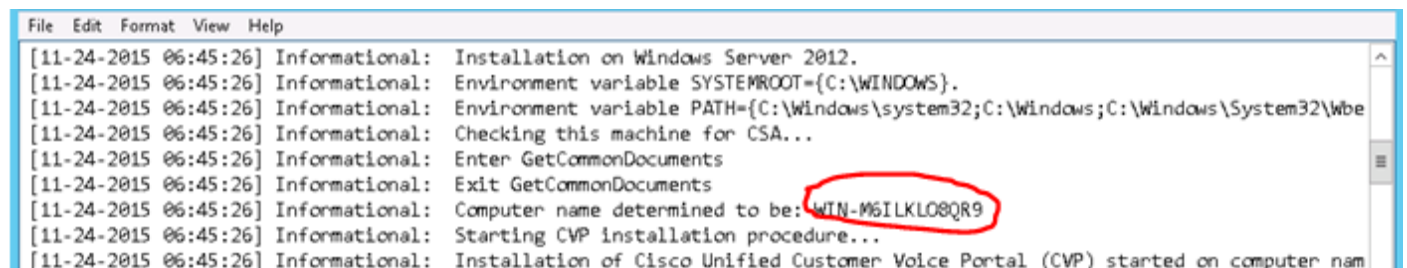 File Edit Format View Help
[11-24-2015 06:45:26] Informational: Installation on Windows Server 2012.
[11-24-2015 06:45:26] Informational: Environment variable SYSTEMROOT={C:\WINDOWS}.
[11-24-2015 06:45:26] Informational: Environment variable PATH={C:\Windows\system32;C:\Windows;C:\Windows\System32\Wbe
[11-24-2015 06:45:26] Informational: Checking this machine for CSA...
[11-24-2015 06:45:26] Informational: Enter GetCommonDocuments
[11-24-2015 06:45:26] Informational: Exit GetCommonDocuments
[11-24-2015 06:45:26] Informational: Computer name determined to be: WIN-M6ILKLO8QR9
[11-24-2015 06:45:26] Informational: Starting CVP installation procedure...
[11-24-2015 06:45:26] Informational: Installation of Cisco Unified Customer Voice Portal (CVP) started on computer nam